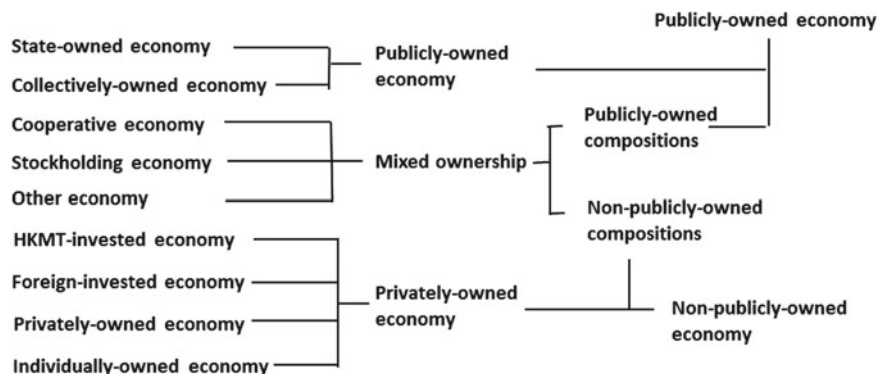 Publicly-owned economy
State-owned economy
Publicly-owned
economy
Collectively-owned economy
Cooperative economy
Publicly-owned
compositions
Stockholding economy
Mixed ownership
Other economy
Non-publicly-owned
compositions
HKMT-invested economy
Foreign-invested economy
Privately-owned
economy
Non-publicly-owned
economy
Privately-owned economy
Individually-owned economy